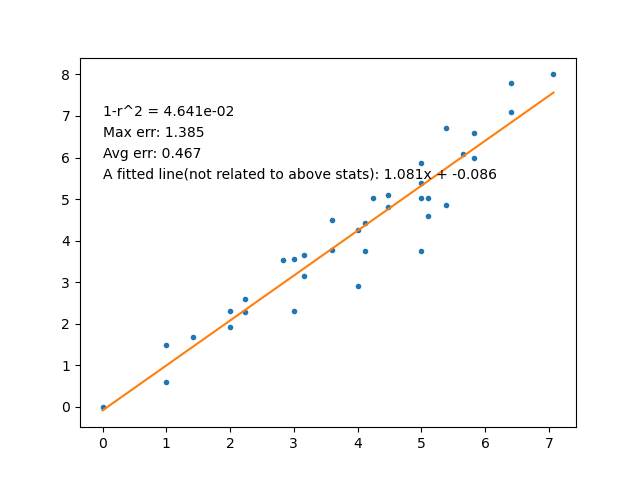 8
7
6
5
4
3
2
1
0
1-r^2 = 4.641e-02
Max err: 1.385
Avg err: 0.467
A fitted line(not related to above stats): 1.081x + -0.086
0 1 2 3 4 5 6 7